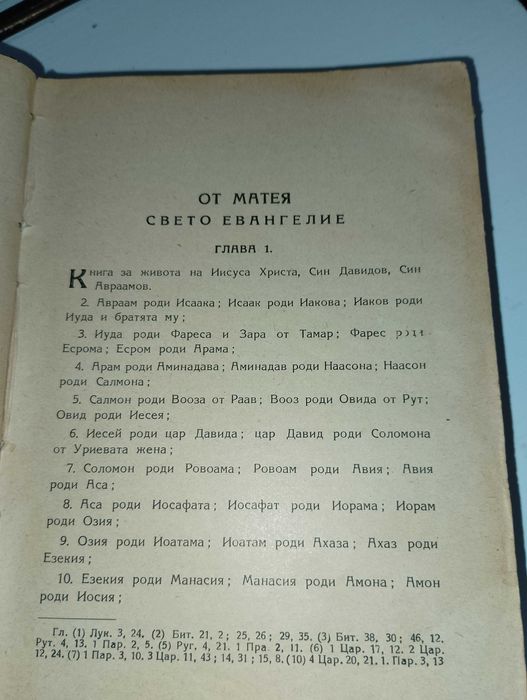 ОТ МАТЕЯ
СВЕТО ЕВАНГЕЛИЕ
ГЛАВА 1.
Книга за живота на Иисуса Христа, Син Давидов, Син
Авраамов.
2. Авраам роди Исаака; Исаак роди Иакова; Иаков роди
Иуда и братята му;
3. Иуда роди Фареса и Зара от Тамар; Фарес роди
Есрома; Есром роди Арама;
4. Арам роди Аминадава; Аминадав роди Наасона; Наасон
роди Салмона;
5. Салмон роди Вооза от Раав; Вооз роди Овида от Рут;
Овид роди Иесея;
6. Иесей роди цар Давида; цар Давид роди Соломона
от Уриевата жена;
7. Соломон роди Ровоама; Ровоам роди Авия; Авия
роди Аса;
8. Аса роди Иосафата; Иосафат роди Иорама; Иорам
роди Озия;
9. Озия роди Иоатама; Иоатам роди Ахаза; Ахаз роди
Езекия;
10. Езекия роди Манасия; Манасия роди Амона; Амон
роди Иосия;
Гл. (1) Лук. 3, 24. (2) Бит. 21, 2; 25, 26; 29, 35. (3) Бит. 38, 30; 46, 12.
Рут. 4, 13. 1 Пар. 2, 5. (5) Руг. 4, 21. 1 Пра. 2, 11. (6) 1 Цар. 17, 12. 2 Цар.
12, 24. (7) 1 Пар. 3, 10. 3 Цар. 11, 43; 14, 31; 15, 8. (10) 4 Цар. 20, 21. 1. Пар. 3, 13